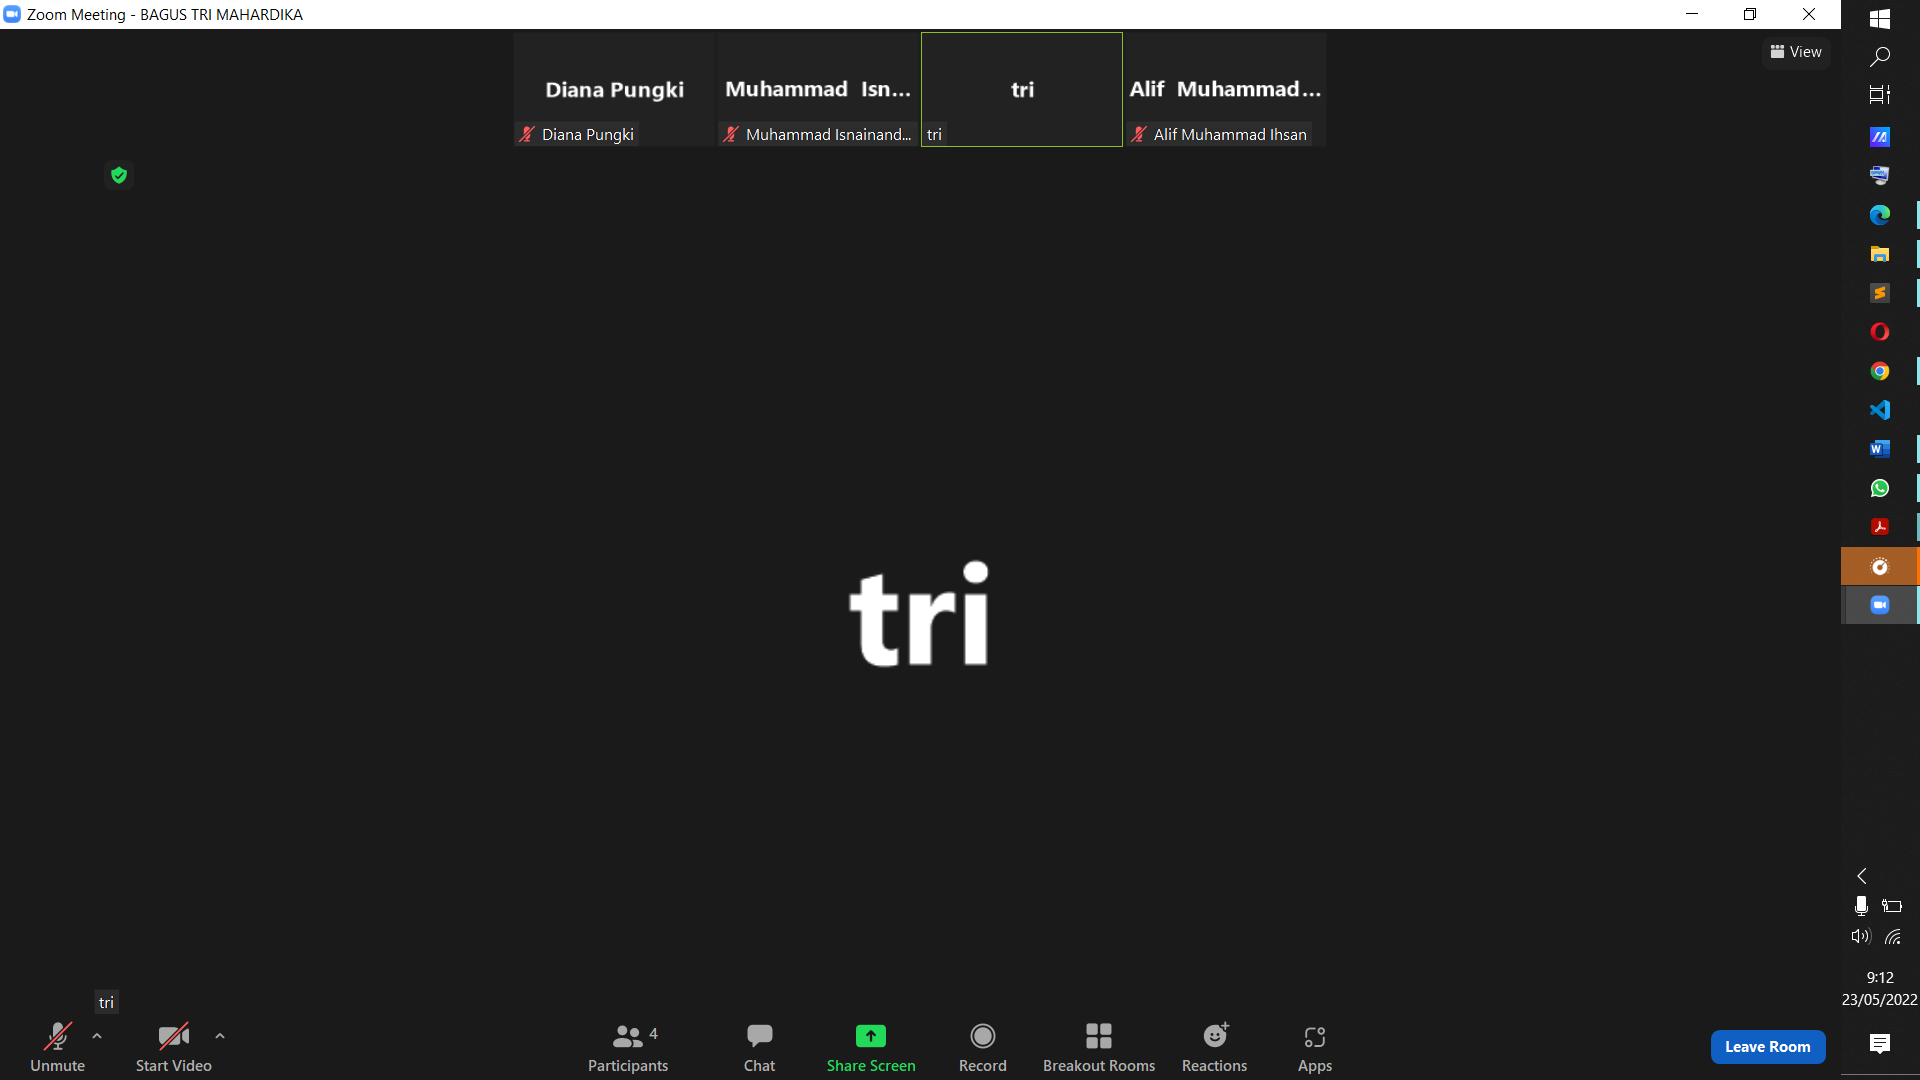 Zoom Meeting - BAGUS TRI MAHARDIKA
View
Diana Pungki
Muhammad Isn...
tri
Alif Muhammad...
Diana Pungki
Muhammad Isnainand...
tri
Alif Muhammad Ihsan
tri
tri
Unmute
Start Video
Participants
4
Chat
Share Screen
Record
Breakout Rooms
Reactions
Apps
Leave Room
9:12
23/05/2022